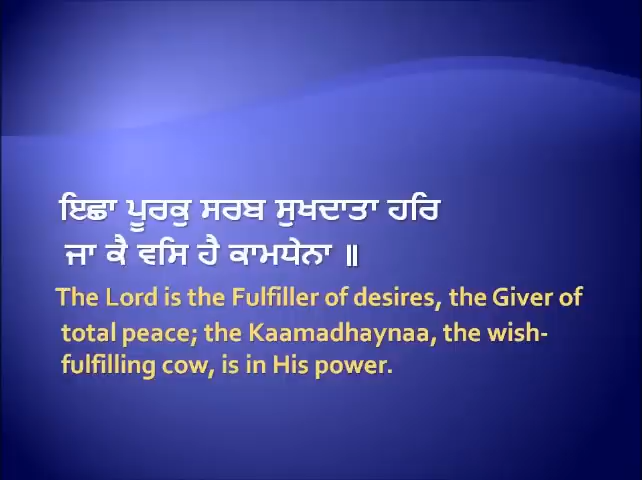 ਇਛਾ ਪੂਰਕੁ ਸਰਬ ਸੁਖਦਾਤਾ ਹਰਿ
ਜਾ ਕੈ ਵਸਿ ਹੈ ਕਾਮਧੇਨਾ ॥
The Lord is the Fulfiller of desires, the Giver of
total peace; the Kaamadhaynaa, the wish-
fulfilling cow, is in His power.